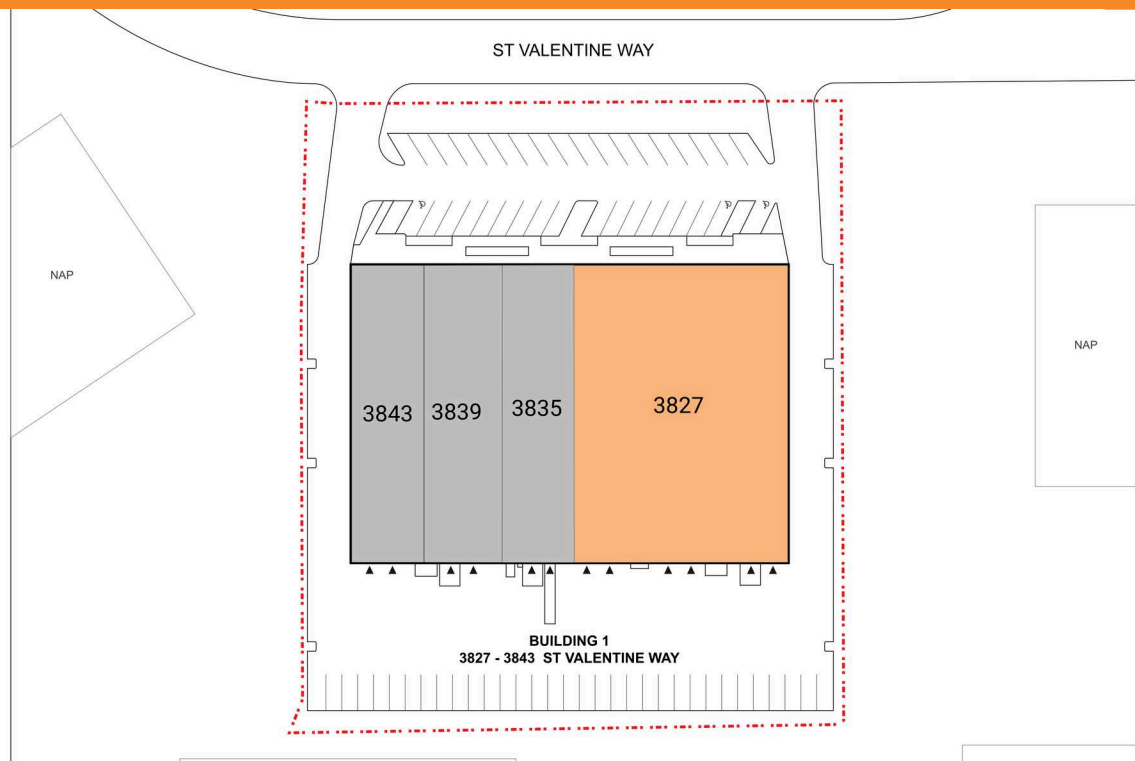 ST VALENTINE WAY
NAP
NAP
3843
3839
3835
3827
BUILDING 1
3827 - 3843 ST VALENTINE WAY